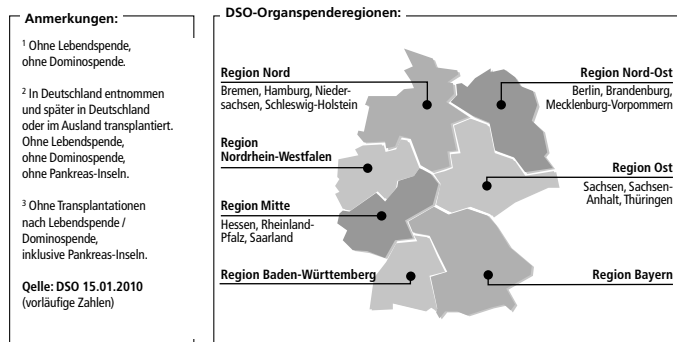 Anmerkungen:
¹ Ohne Lebendspende,
ohne Dominospende.
² In Deutschland entnommen
und später in Deutschland
oder im Ausland transplantiert.
Ohne Lebendspende,
ohne Dominospende,
ohne Pankreas-Inseln.
³ Ohne Transplantationen
nach Lebendspende /
Dominospende,
inklusive Pankreas-Inseln.
Qelle: DSO 15.01.2010
(vorläufige Zahlen)
DSO-Organspenderegionen:
Region Nord
Bremen, Hamburg, Nieder-
sachsen, Schleswig-Holstein
Region
Nordrhein-Westfalen
Region Mitte
Hessen, Rheinland-
Pfalz, Saarland
Region Baden-Württemberg
Region Nord-Ost
Berlin, Brandenburg,
Mecklenburg-Vorpommern
Region Ost
Sachsen, Sachsen-
Anhalt, Thüringen
Region Bayern